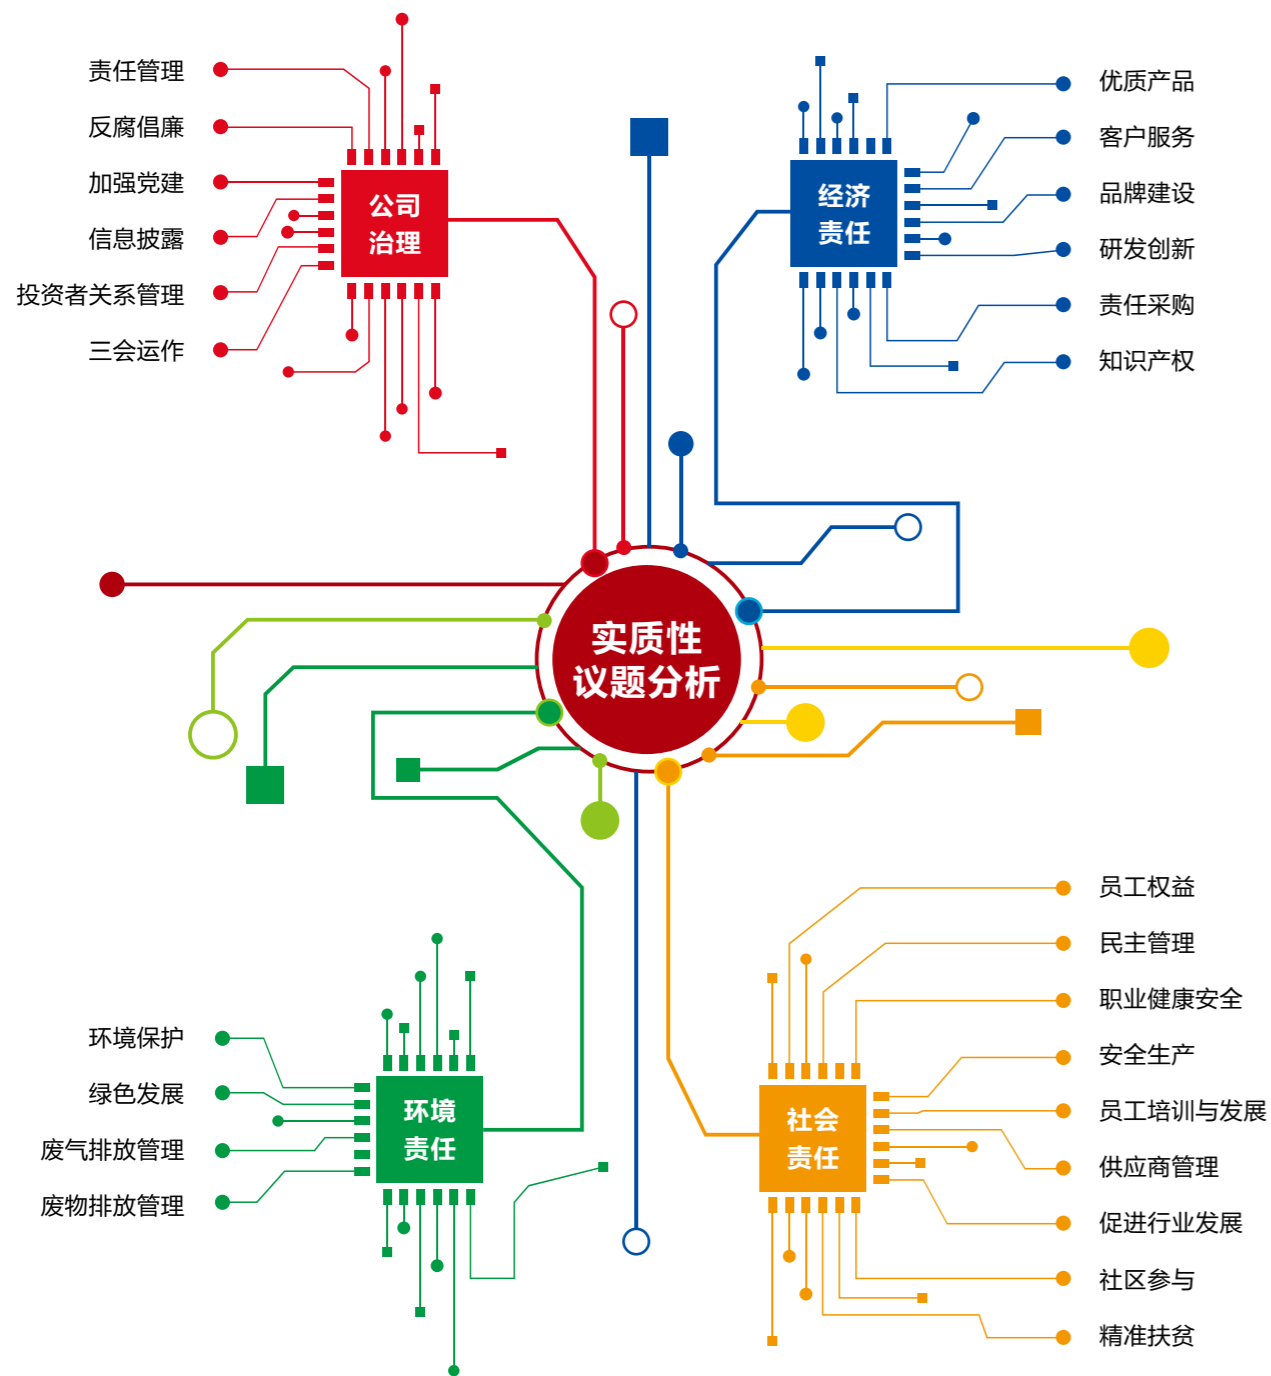 责任管理
反腐倡廉
加强党建
信息披露
投资者关系管理
三会运作
公司
治理
经济
责任
优质产品
客户服务
品牌建设
研发创新
责任采购
知识产权
实质性
议题分析
环境保护
绿色发展
废气排放管理
废物排放管理
环境
责任
社会
责任
员工权益
民主管理
职业健康安全
安全生产
员工培训与发展
供应商管理
促进行业发展
社区参与
精准扶贫